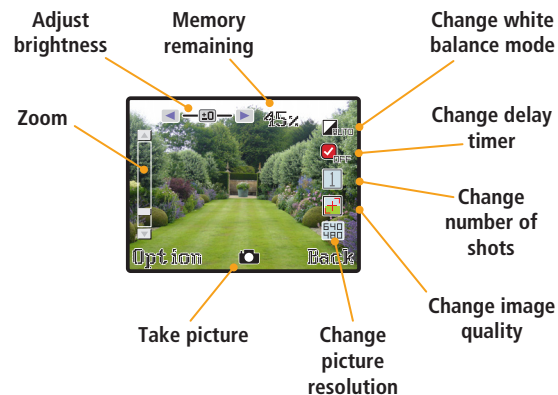 Adjust
brightness
Memory
remaining
Change white
balance mode
Zoom
±0
45%
AUTO
Change delay
timer
OFF
1
Change
number of
shots
640
480
Option
Back
Change image
quality
Take picture
Change
picture
resolution